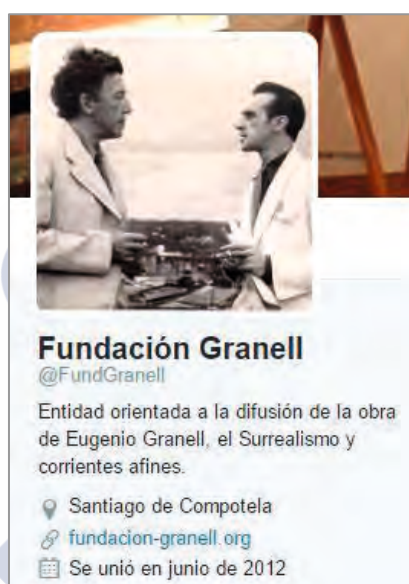 Fundación Granell
@FundGranell
Entidad orientada a la difusión de la obra
de Eugenio Granell, el Surrealismo y
corrientes afines.
Santiago de Compotela
fundacion-granell.org
Se unió en junio de 2012